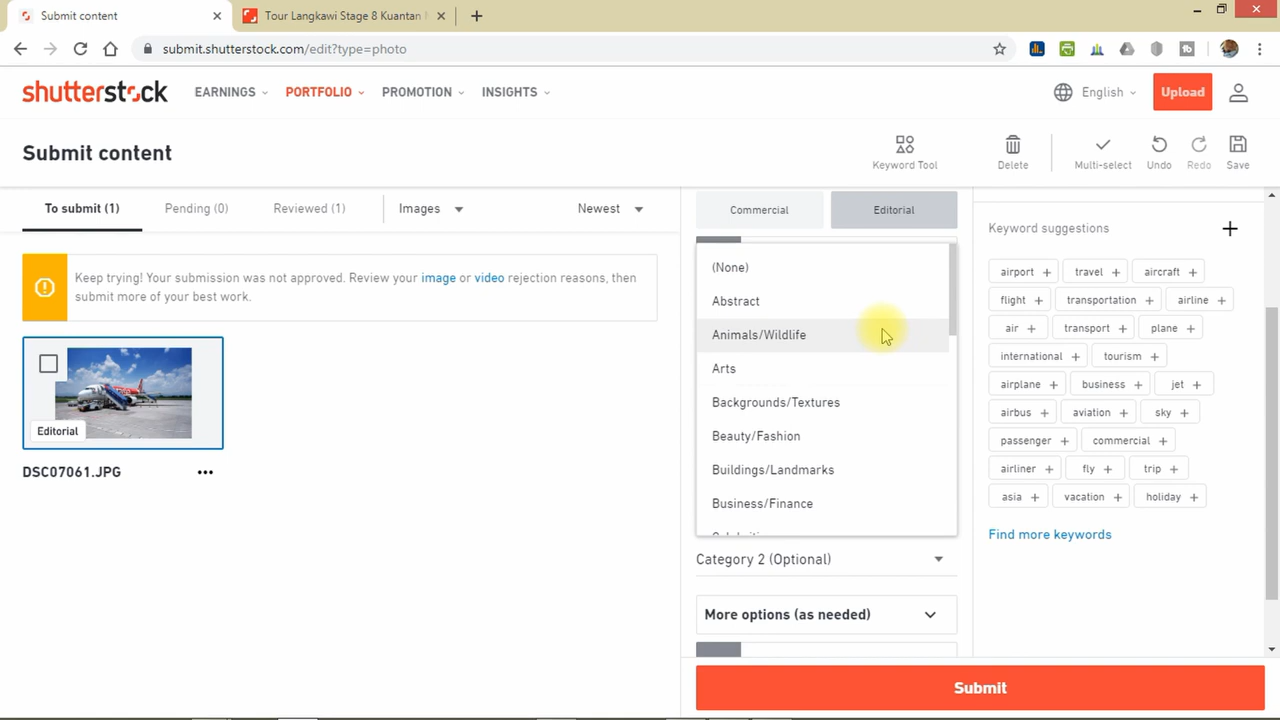 Submit content
Tour Langkawi Stage 8 Kuantan
submit.shutterstock.com/edit?type=photo
shutterstock
EARNINGS
PORTFOLIO
PROMOTION
INSIGHTS
English
Upload
Submit content
Keyword Tool
Delete
Multi-select
Undo
Redo
Save
To submit (1)
Pending (0)
Reviewed (1)
Images
Newest
Keep trying! Your submission was not approved. Review your image or video rejection reasons, then
submit more of your best work.
Editorial
DSC07061.JPG
Commercial
Editorial
(None)
Abstract
Animals/Wildlife
Arts
Backgrounds/Textures
Beauty/Fashion
Buildings/Landmarks
Business/Finance
Category 2 (Optional)
More options (as needed)
Keyword suggestions
airport + travel + aircraft +
flight + transportation + airline +
air + transport + plane +
international + tourism +
airplane + business + jet +
airbus + aviation + sky +
passenger + commercial +
airliner + fly + trip +
asia + vacation + holiday +
Find more keywords
Submit